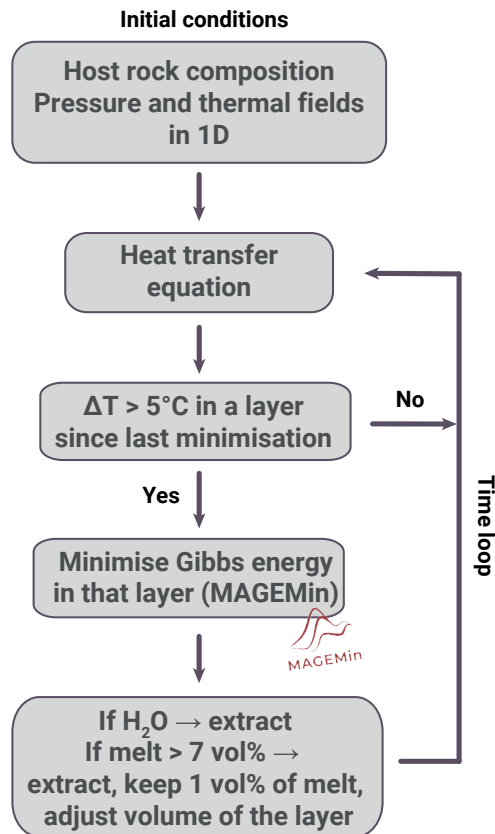 Initial conditions
Host rock composition
Pressure and thermal fields
in 1D
Heat transfer
equation
ΔT > 5°C in a layer
since last minimisation
No
Yes
Time loop
Minimise Gibbs energy
in that layer (MAGEMin)
MAGEMin
If H₂O → extract
If melt > 7 vol% →
extract, keep 1 vol% of melt,
adjust volume of the layer